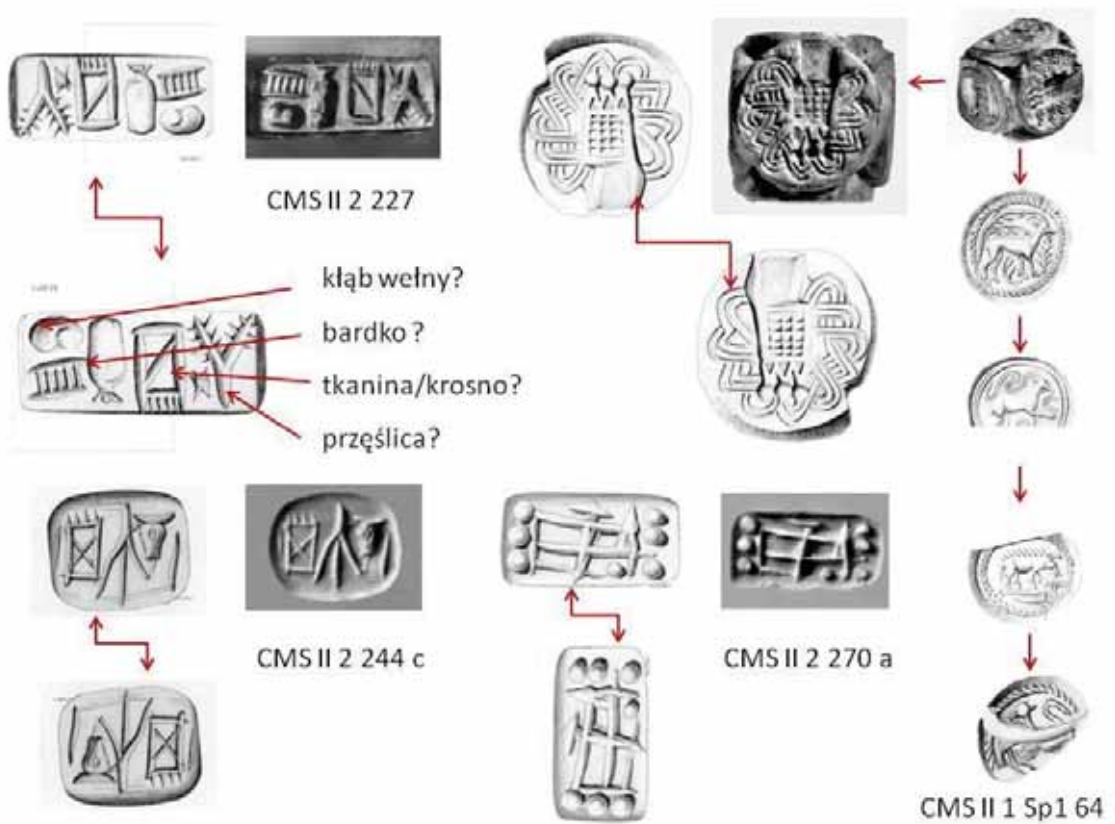 CMS II 2 227
kłąb wełny?
bardko ?
tkanina/krosno?
przęślica?
CMS II 2 244 c
CMS II 2 270 a
CMS II 1 Sp1 64